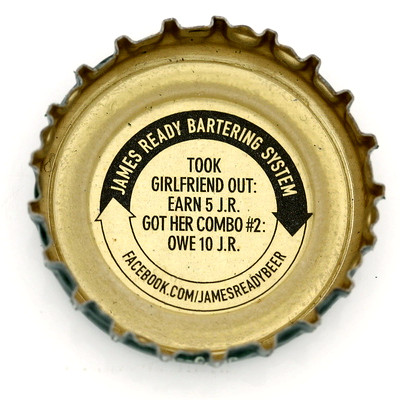 JAMES READY BARTERING SYSTEM
TOOK
GIRLFRIEND OUT:
EARN 5 J.R.
GOT HER COMBO #2:
OWE 10 J.R.
FACEBOOK.COM/JAMESREADYBEER